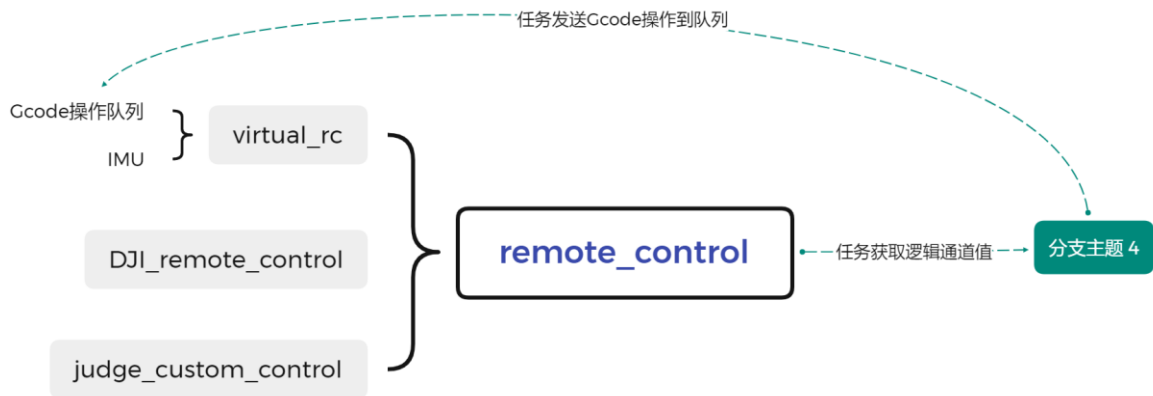 任务发送Gcode操作到队列
Gcode操作队列
virtual_rc
IMU
remote_control
任务获取逻辑通道值
分支主题 4
DJI_remote_control
judge_custom_control